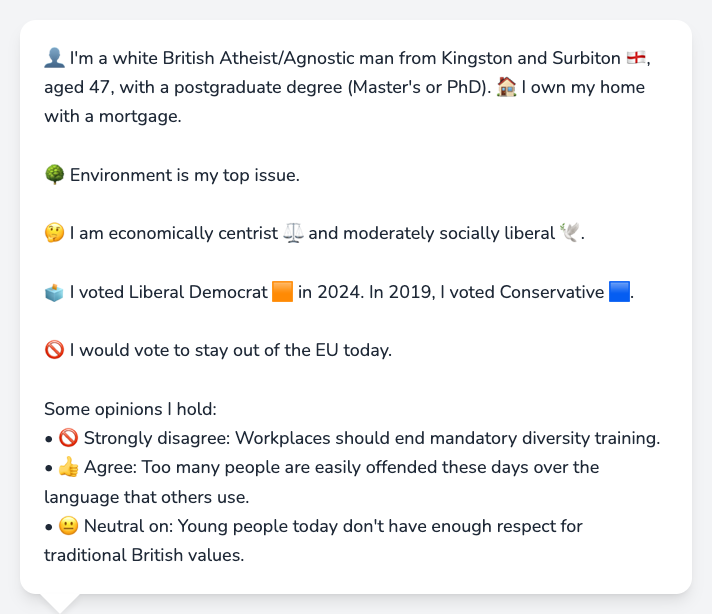 👤 I'm a white British Atheist/Agnostic man from Kingston and Surbiton 🏴󠁧󠁢󠁥󠁮󠁧󠁿,
aged 47, with a postgraduate degree (Master's or PhD). 🏠 I own my home
with a mortgage.
🌳 Environment is my top issue.
🤔 I am economically centrist ⚖️ and moderately socially liberal 🕊️.
🗳️ I voted Liberal Democrat 🟧 in 2024. In 2019, I voted Conservative 🟦.
🚫 I would vote to stay out of the EU today.
Some opinions I hold:
• 🚫 Strongly disagree: Workplaces should end mandatory diversity training.
• 👍 Agree: Too many people are easily offended these days over the
language that others use.
• 😐 Neutral on: Young people today don't have enough respect for
traditional British values.